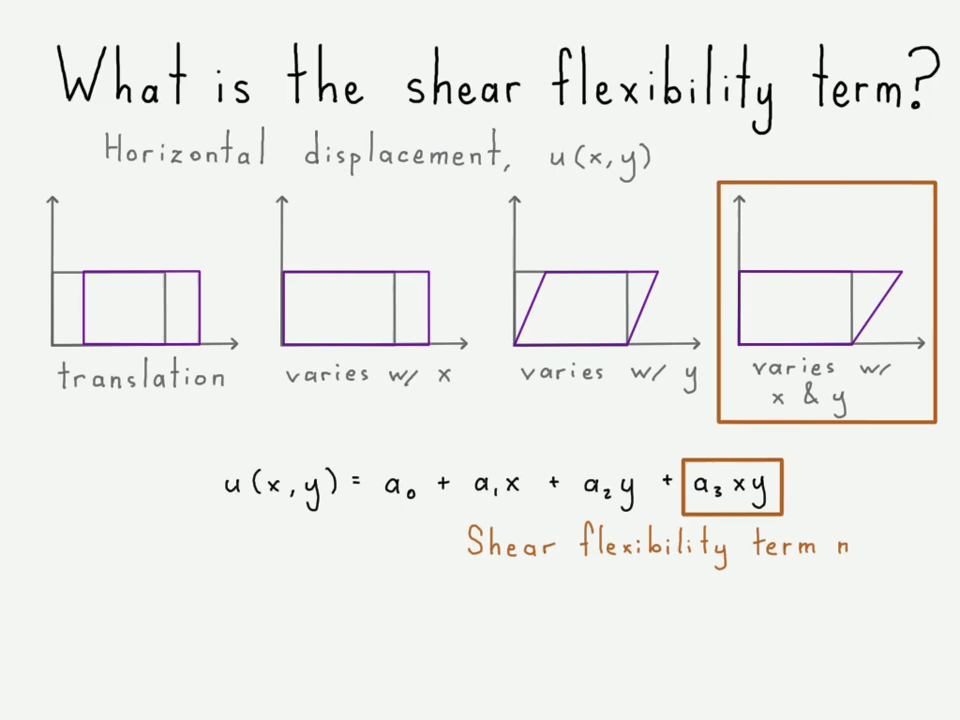 What is the shear flexibility term?
Horizontal displacement, u(x,y)
translation
varies w/ x
varies w/ y
varies w/
x & y
u(x,y) = a₀ + a₁x + a₂y + a₃xy
Shear flexibility term n